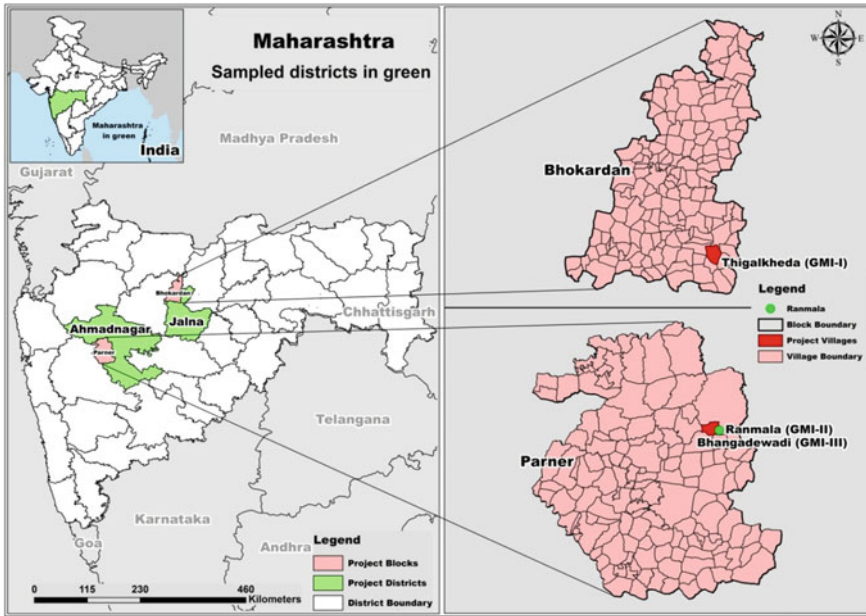 Maharashtra
Sampled districts in green
Maharashtra
in green
India
Madhya Pradesh
Gujarat
Bhokardan
Ahmadnagar
Jalna
Parner
Chhattisgarh
Telangana
Karnataka
Goa
Andhra
Legend
Project Blocks
Project Districts
District Boundary
0 115 230 460
Kilometers
N
W E
S
Bhokardan
Thigalkheda (GMI-I)
Legend
Ranmala
Block Boundary
Project Villages
Village Boundary
Ranmala (GMI-II)
Bhangadewadi (GMI-III)
Parner